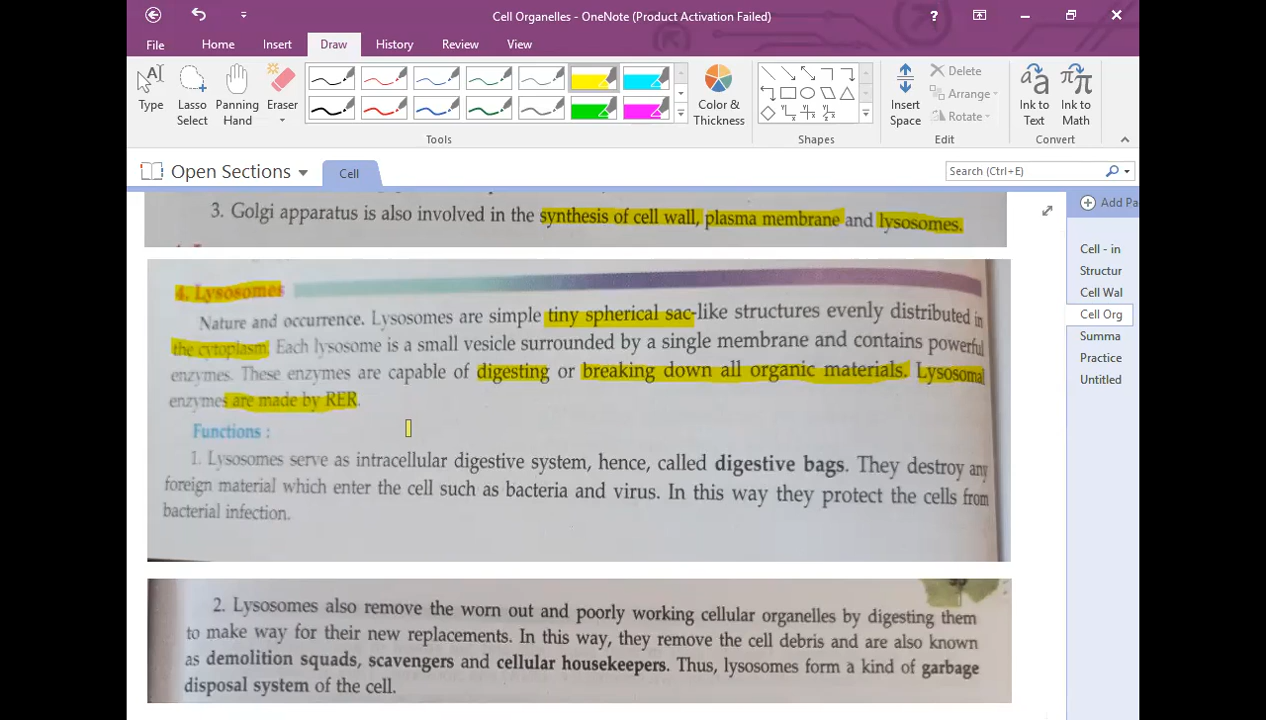 Cell Organelles - OneNote (Product Activation Failed)
File Home Insert Draw History Review View
Type
Lasso Select
Panning Hand
Eraser
Color & Thickness
Insert Space
Delete
Arrange
Rotate
Ink to Text
Ink to Math
Tools Shapes Edit Convert
Open Sections Cell Search (Ctrl+E)
Add Pa
Cell - in
Structur
Cell Wal
Cell Org
Summa
Practice
Untitled
3. Golgi apparatus is also involved in the synthesis of cell wall, plasma membrane and lysosomes.
4. Lysosomes
Nature and occurrence. Lysosomes are simple tiny spherical sac-like structures evenly distributed in
the cytoplasm. Each lysosome is a small vesicle surrounded by a single membrane and contains powerful
enzymes. These enzymes are capable of digesting or breaking down all organic materials. Lysosomal
enzymes are made by RER.
Functions :
1. Lysosomes serve as intracellular digestive system, hence, called digestive bags. They destroy any
foreign material which enter the cell such as bacteria and virus. In this way they protect the cells from
bacterial infection.
2. Lysosomes also remove the worn out and poorly working cellular organelles by digesting them
to make way for their new replacements. In this way, they remove the cell debris and are also known
as demolition squads, scavengers and cellular housekeepers. Thus, lysosomes form a kind of garbage
disposal system of the cell.